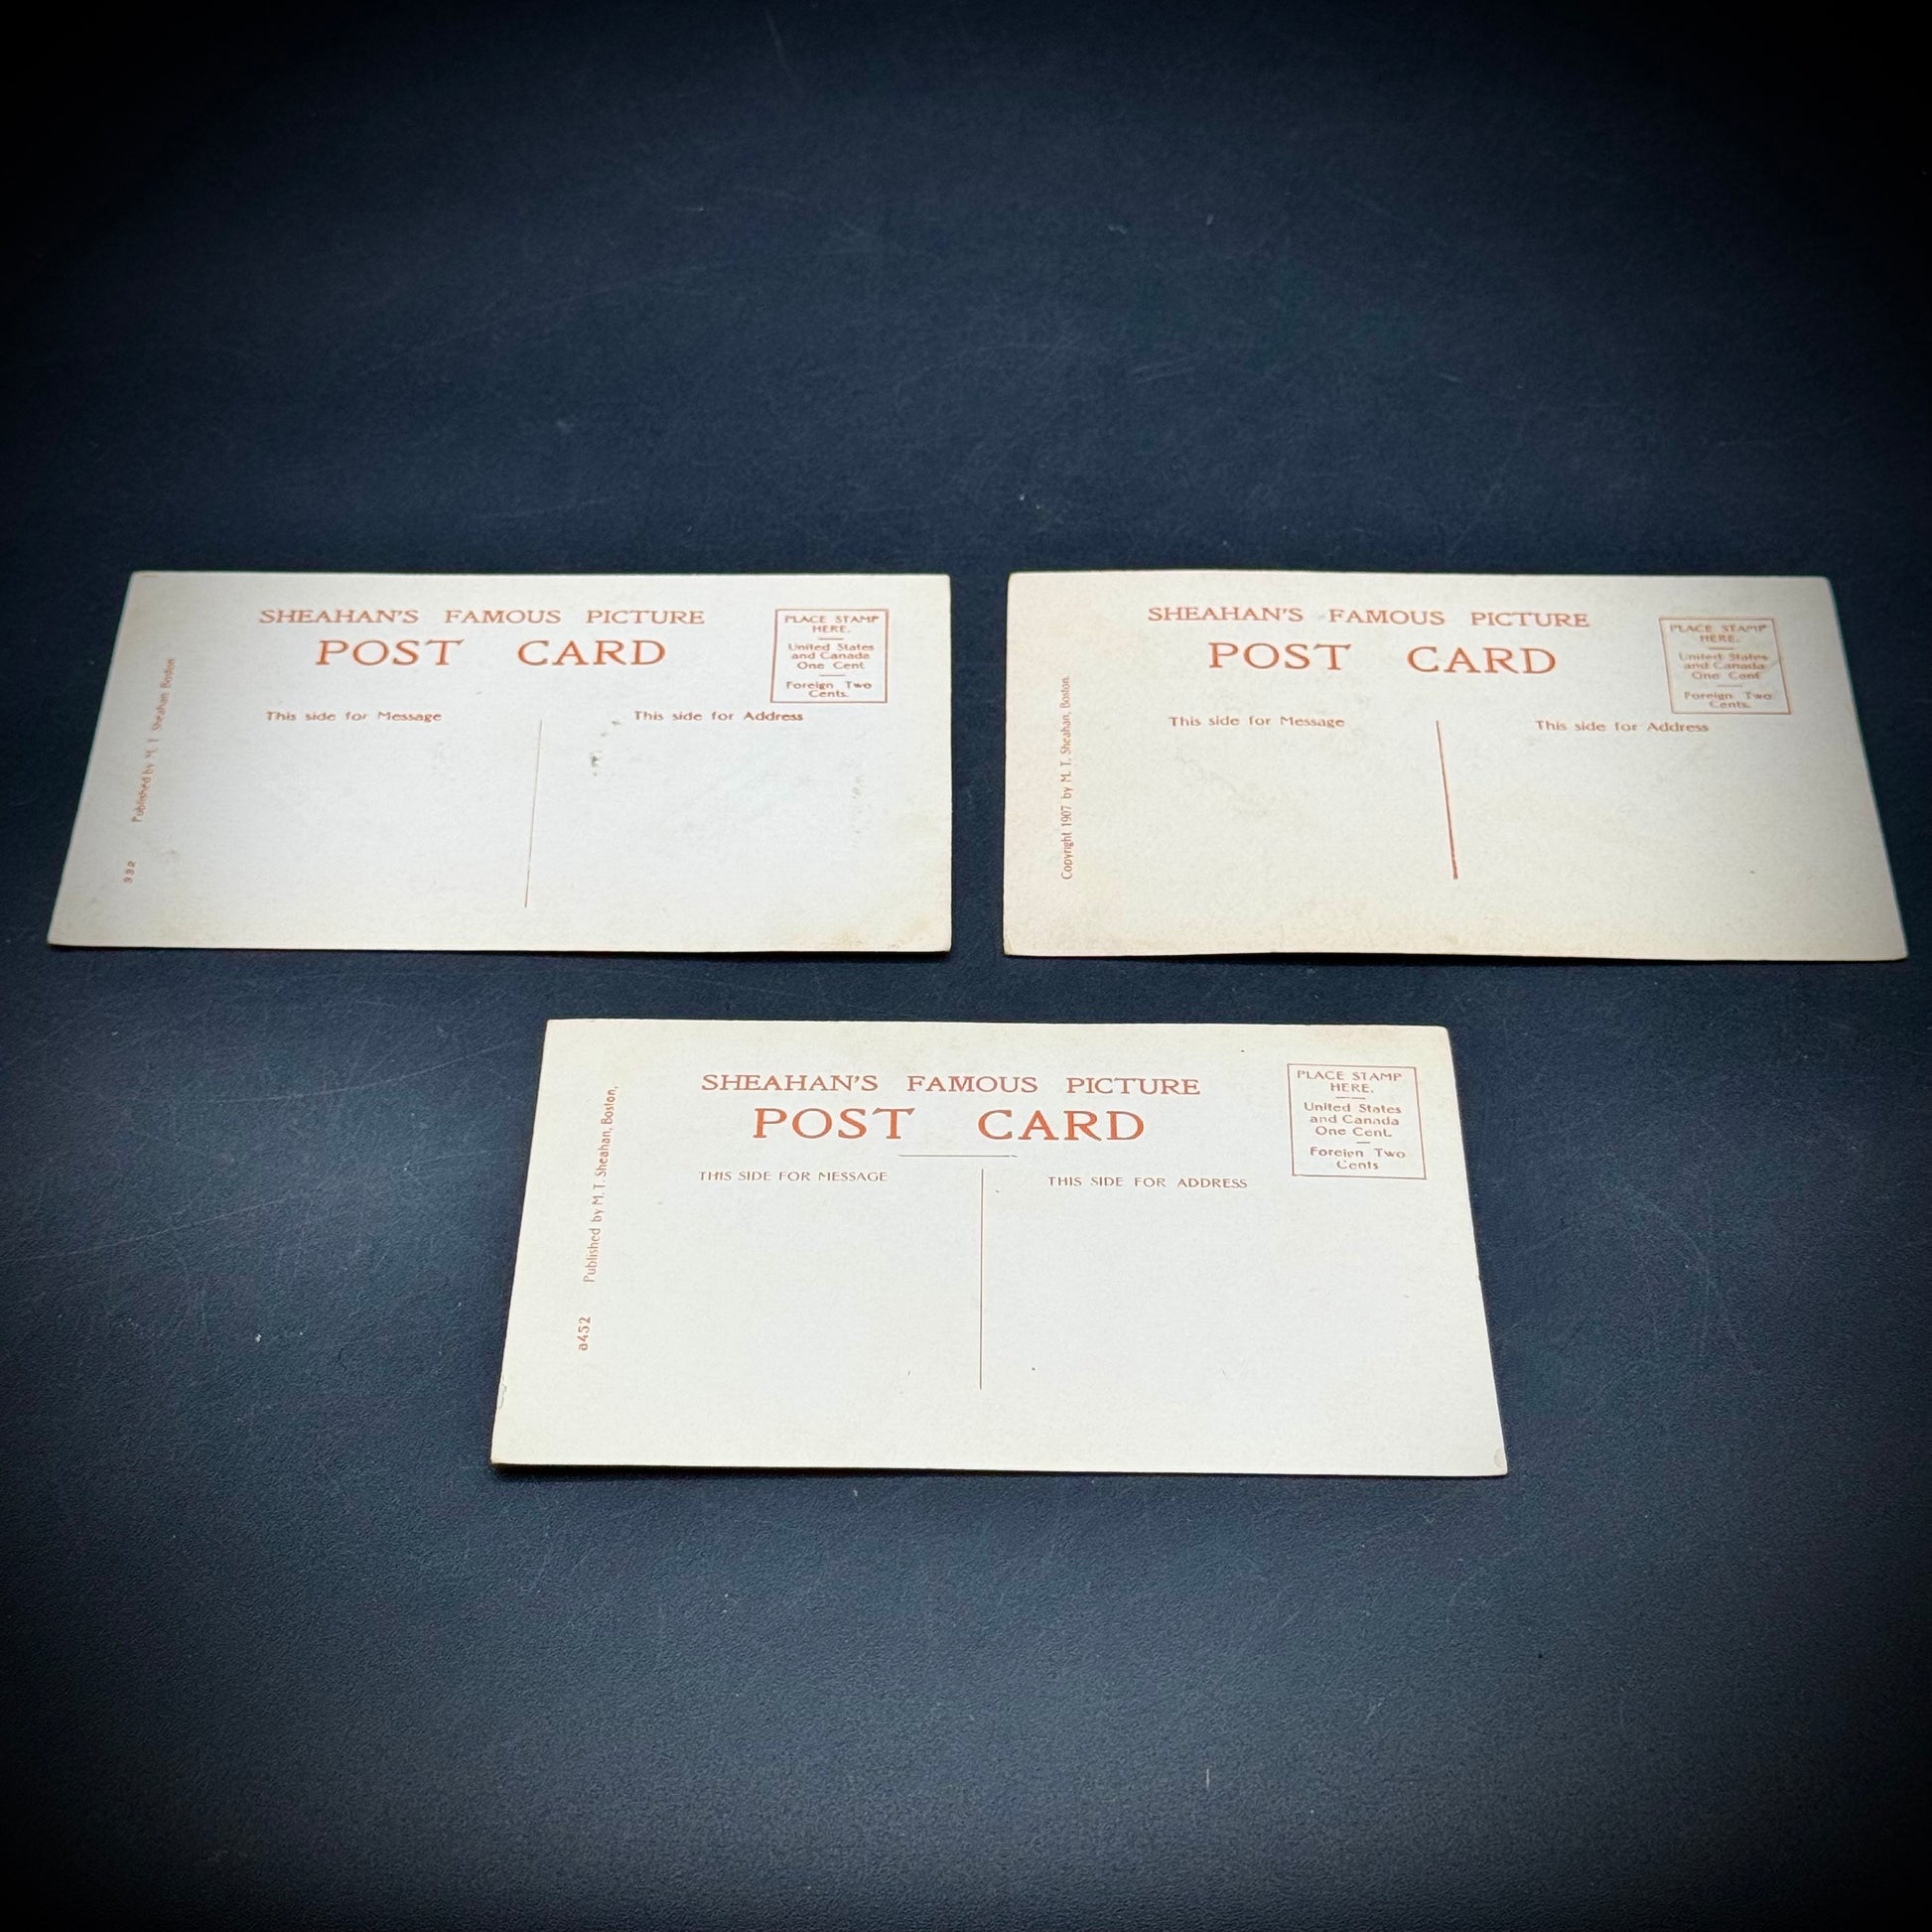 SHEAHAN'S FAMOUS PICTURE
POST CARD
PLACE STAMP
HERE.
United States
and Canada
One Cent
Foreign Two
Cents.
This side for Message
This side for Address
Published by M. T. Sheahan, Boston
992
SHEAHAN'S FAMOUS PICTURE
POST CARD
PLACE STAMP
HERE.
United States
and Canada
One Cent
Foreign Two
Cents.
This side for Message
This side for Address
Copyright 1907 by M. T. Sheahan, Boston.
SHEAHAN'S FAMOUS PICTURE
POST CARD
PLACE STAMP
HERE.
United States
and Canada
One Cent.
Foreign Two
Cents
THIS SIDE FOR MESSAGE
THIS SIDE FOR ADDRESS
Published by M. T. Sheahan, Boston,
a452